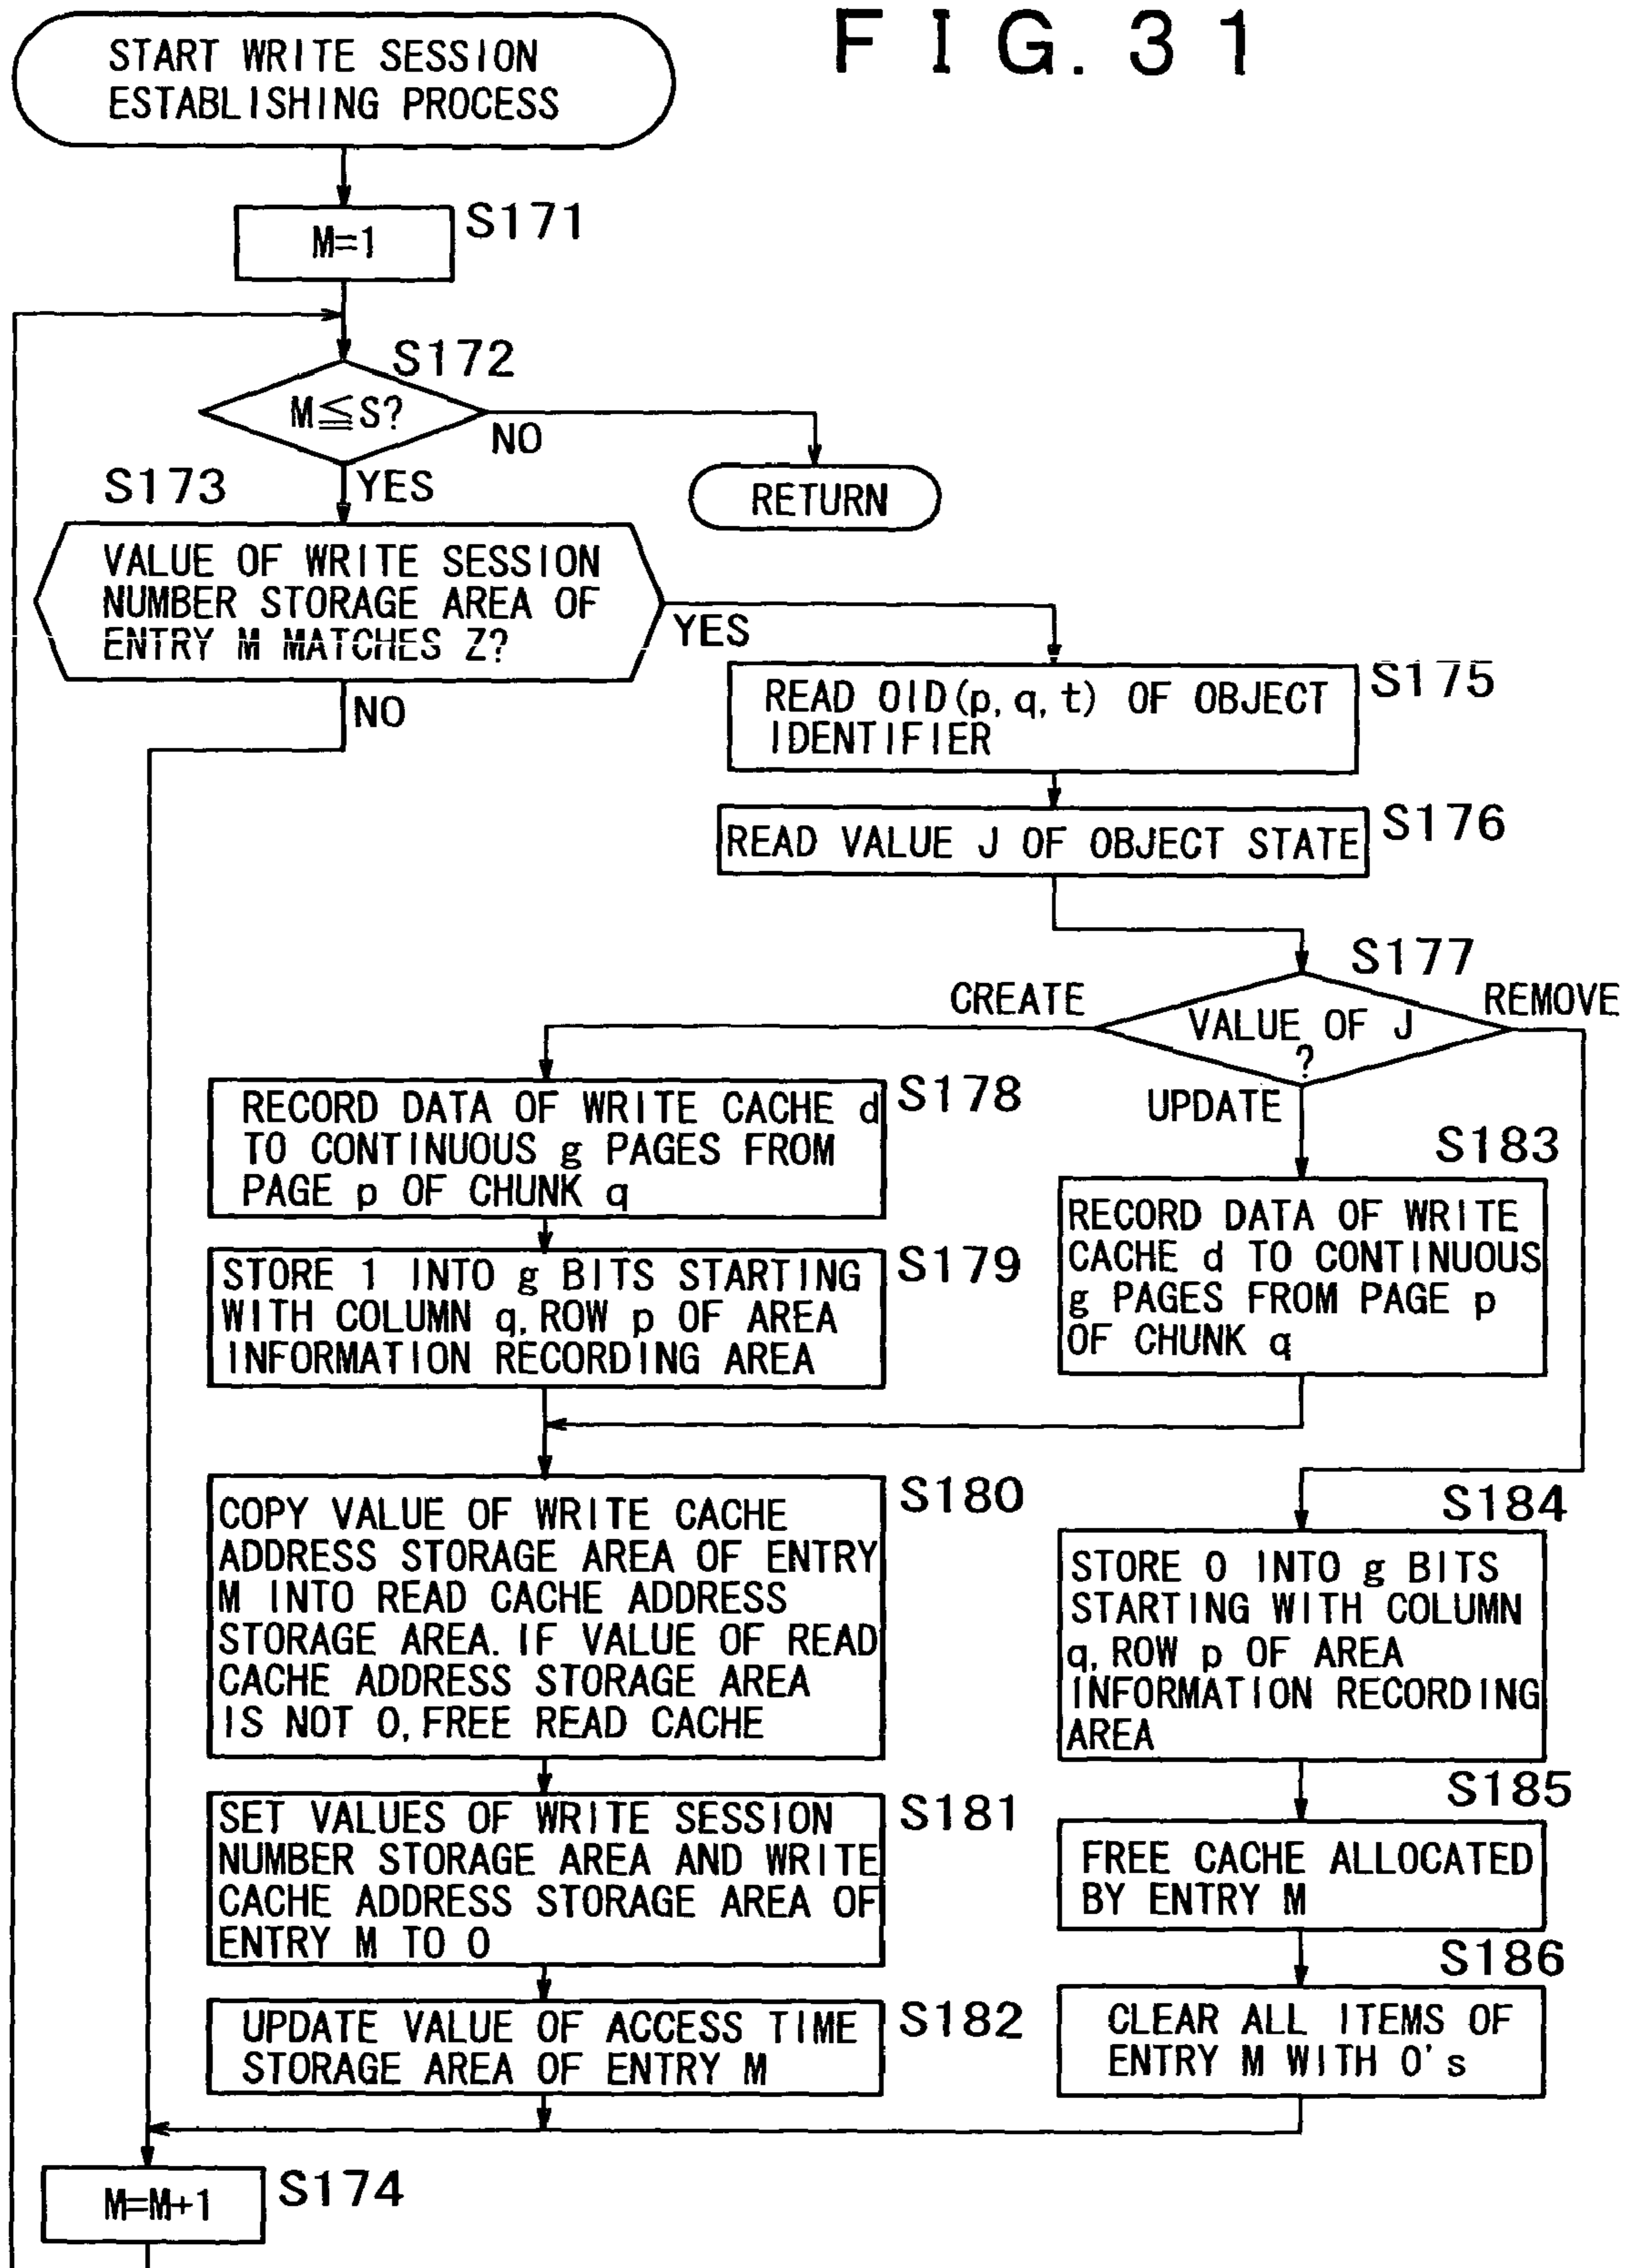 FIG. 31
START WRITE SESSION
ESTABLISHING PROCESS
M=1
S171
S172
M≦S?
NO
YES
RETURN
S173
VALUE OF WRITE SESSION
NUMBER STORAGE AREA OF
ENTRY M MATCHES Z?
YES
NO
READ OID(p, q, t) OF OBJECT
IDENTIFIER
S175
READ VALUE J OF OBJECT STATE
S176
S177
CREATE
VALUE OF J
?
REMOVE
UPDATE
RECORD DATA OF WRITE CACHE d
TO CONTINUOUS g PAGES FROM
PAGE p OF CHUNK q
S178
S183
RECORD DATA OF WRITE
CACHE d TO CONTINUOUS
g PAGES FROM PAGE p
OF CHUNK q
STORE 1 INTO g BITS STARTING
WITH COLUMN q, ROW p OF AREA
INFORMATION RECORDING AREA
S179
COPY VALUE OF WRITE CACHE
ADDRESS STORAGE AREA OF ENTRY
M INTO READ CACHE ADDRESS
STORAGE AREA. IF VALUE OF READ
CACHE ADDRESS STORAGE AREA
IS NOT 0, FREE READ CACHE
S180
S184
STORE 0 INTO g BITS
STARTING WITH COLUMN
q, ROW p OF AREA
INFORMATION RECORDING
AREA
SET VALUES OF WRITE SESSION
NUMBER STORAGE AREA AND WRITE
CACHE ADDRESS STORAGE AREA OF
ENTRY M TO 0
S181
S185
FREE CACHE ALLOCATED
BY ENTRY M
UPDATE VALUE OF ACCESS TIME
STORAGE AREA OF ENTRY M
S182
S186
CLEAR ALL ITEMS OF
ENTRY M WITH 0's
M=M+1
S174